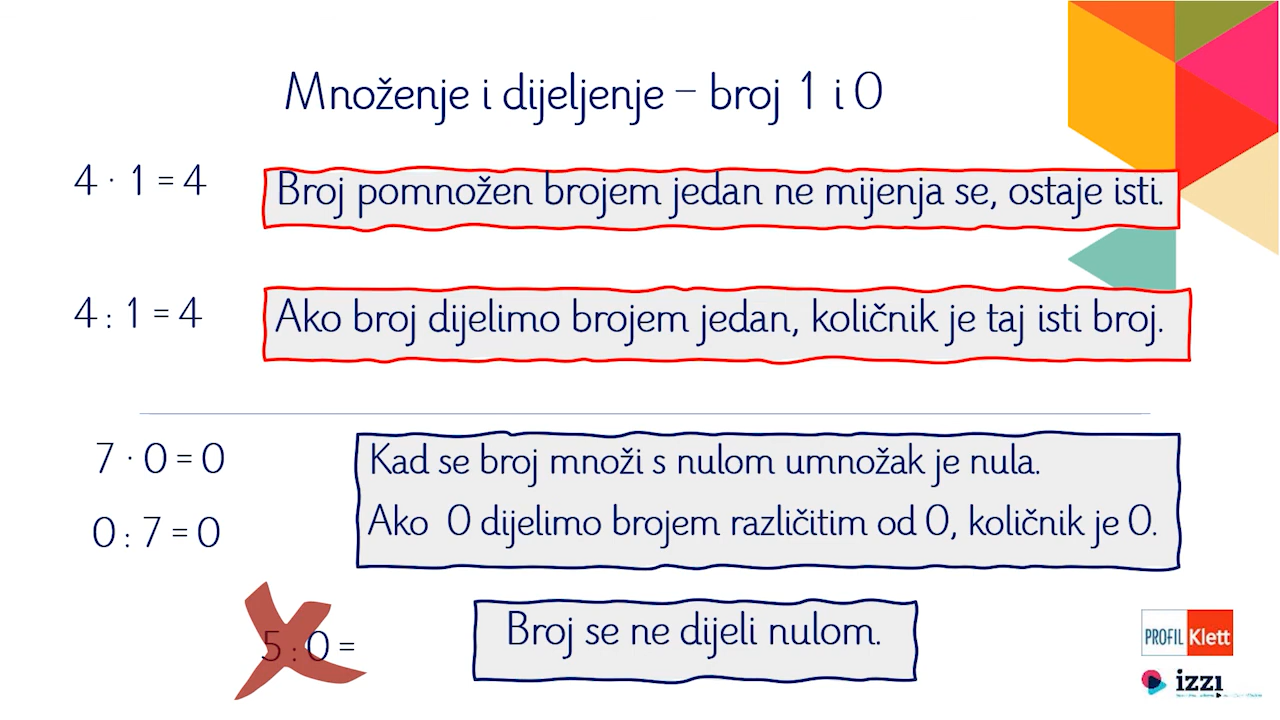 Množenje i dijeljenje – broj 1 i 0
4 · 1 = 4
Broj pomnožen brojem jedan ne mijenja se, ostaje isti.
4 : 1 = 4
Ako broj dijelimo brojem jedan, količnik je taj isti broj.
7 · 0 = 0
Kad se broj množi s nulom umnožak je nula.
0 : 7 = 0
Ako 0 dijelimo brojem različitim od 0, količnik je 0.
5 : 0 =
Broj se ne dijeli nulom.
PROFIL Klett
izzi